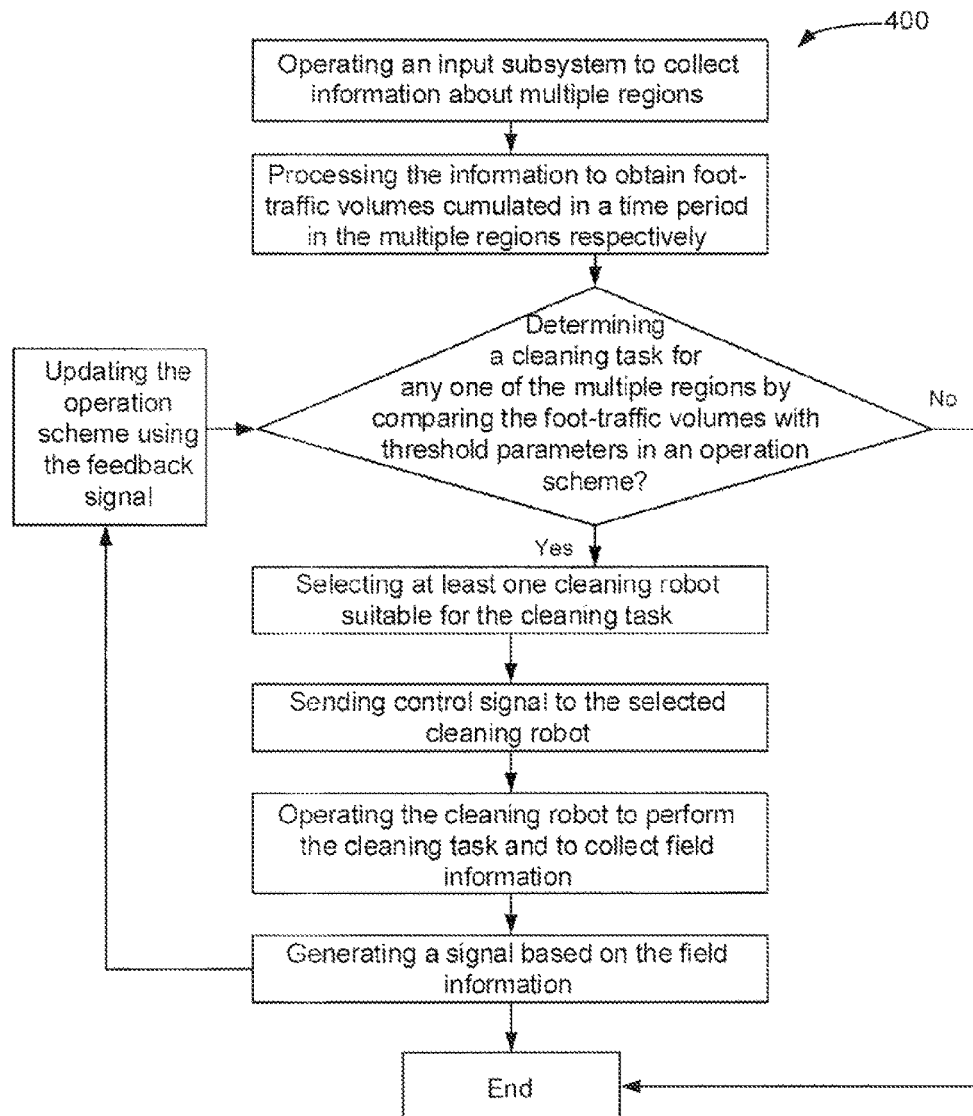 400
Operating an input subsystem to collect
information about multiple regions
Processing the information to obtain foot-
traffic volumes cumulated in a time period
in the multiple regions respectively
Determining
a cleaning task for
any one of the multiple regions by
comparing the foot-traffic volumes with
threshold parameters in an operation
scheme?
No
Updating the
operation
scheme using
the feedback
signal
Yes
Selecting at least one cleaning robot
suitable for the cleaning task
Sending control signal to the selected
cleaning robot
Operating the cleaning robot to perform
the cleaning task and to collect field
information
Generating a signal based on the field
information
End